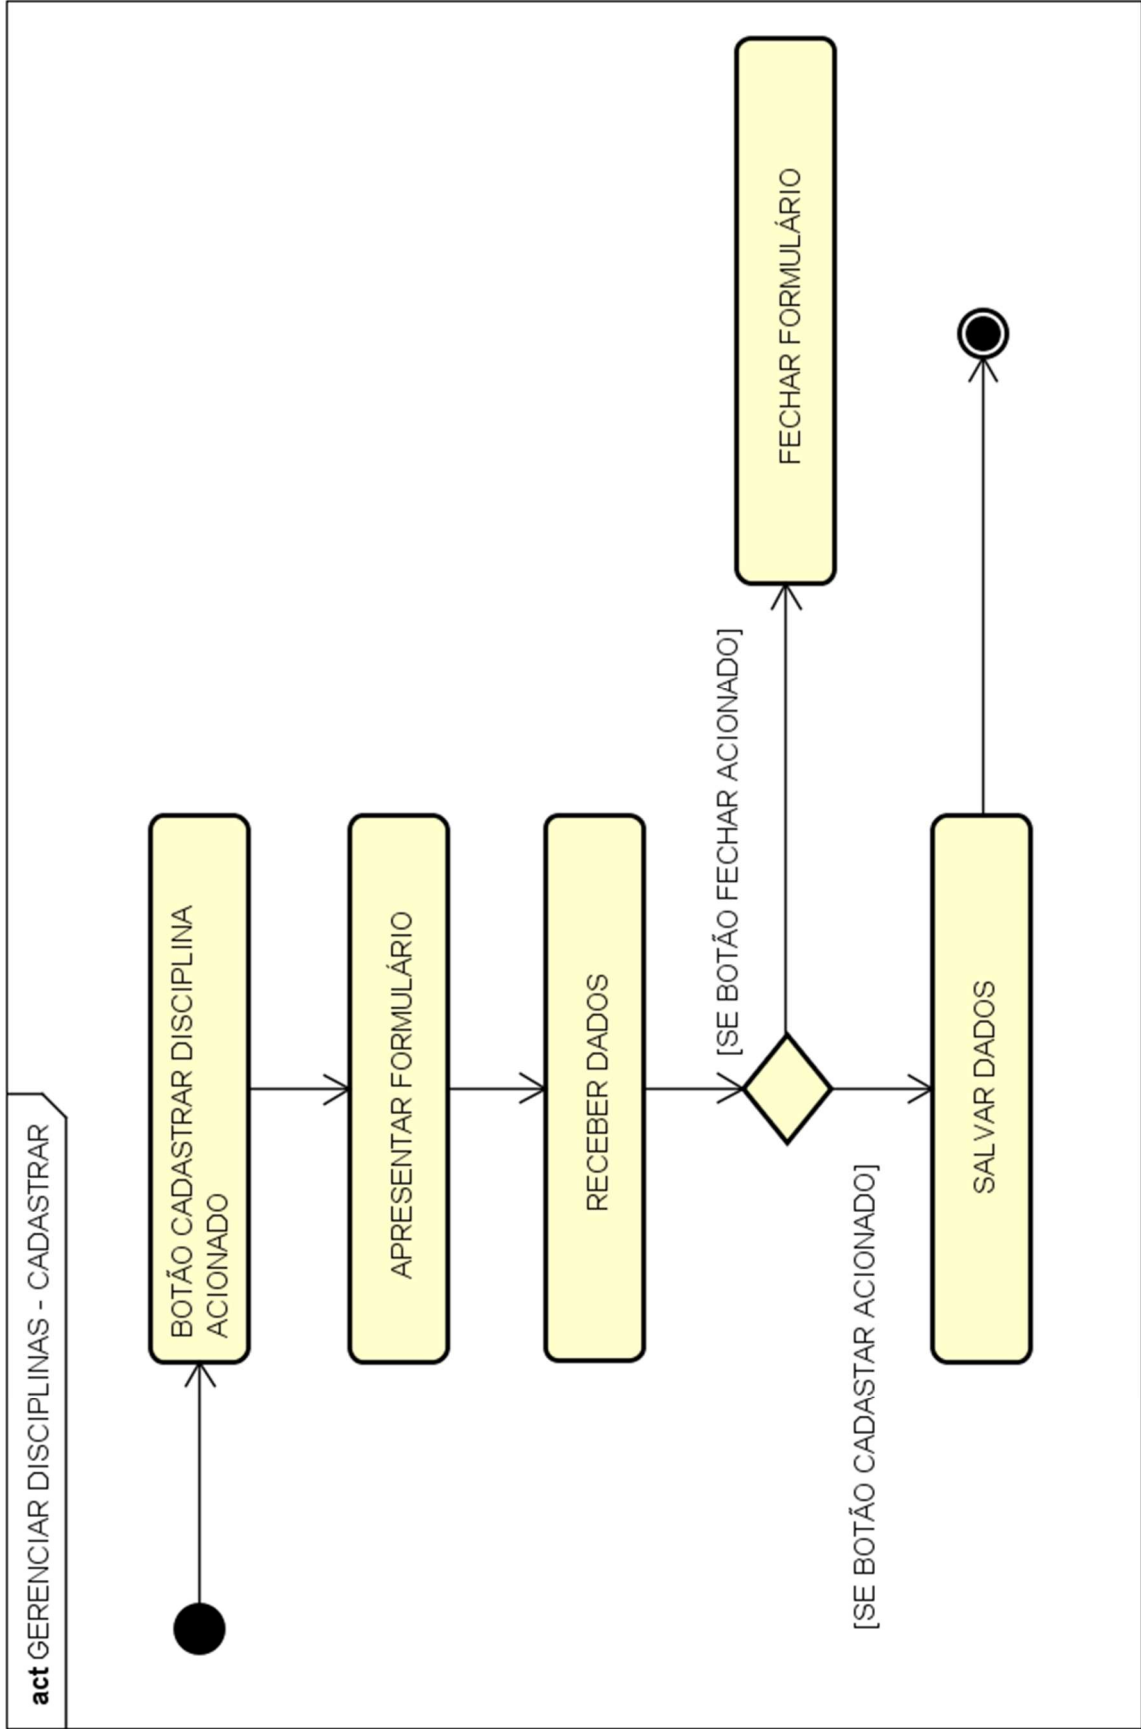 act GERENCIAR DISCIPLINAS - CADASTRAR
BOTÃO CADASTRAR DISCIPLINA
ACIONADO
APRESENTAR FORMULÁRIO
RECEBER DADOS
[SE BOTÃO FECHAR ACIONADO]
FECHAR FORMULÁRIO
[SE BOTÃO CADASTAR ACIONADO]
SALVAR DADOS